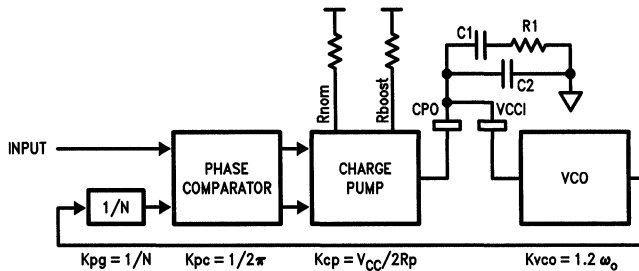 C1
R1
C2
Rnom
Rboost
CPO
VCCI
INPUT
PHASE
COMPARATOR
CHARGE
PUMP
VCO
1/N
Kpg = 1/N
Kpc = 1/2π
Kcp = VCC/2Rp
Kvco = 1.2 ωo